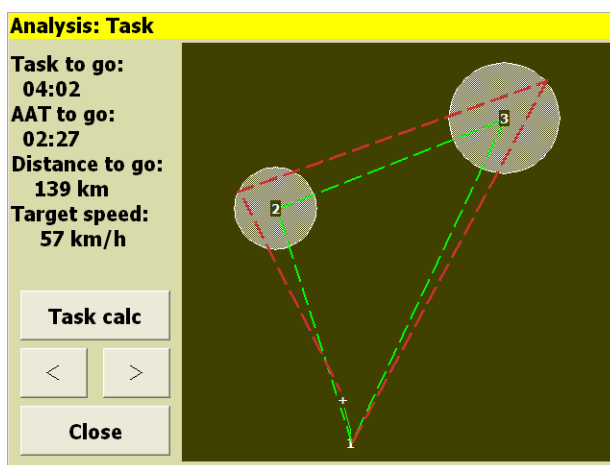 Analysis: Task
Task to go:
04:02
AAT to go:
02:27
Distance to go:
139 km
Target speed:
57 km/h
Task calc
< >
Close
3
2
+
1